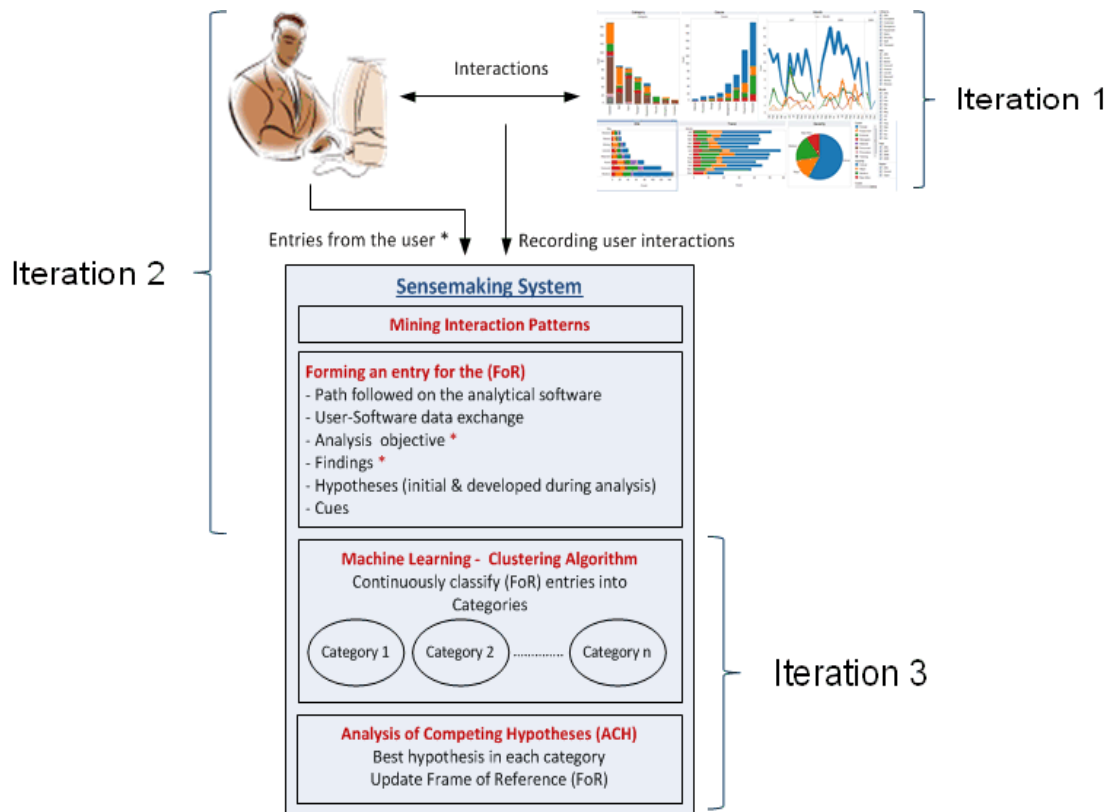 Interactions
Iteration 1
Entries from the user *
Recording user interactions
Iteration 2
Sensemaking System
Mining Interaction Patterns
Forming an entry for the (FoR)
- Path followed on the analytical software
- User-Software data exchange
- Analysis objective *
- Findings *
- Hypotheses (initial & developed during analysis)
- Cues
Machine Learning - Clustering Algorithm
Continuously classify (FoR) entries into
Categories
Category 1
Category 2
.............
Category n
Iteration 3
Analysis of Competing Hypotheses (ACH)
Best hypothesis in each category
Update Frame of Reference (FoR)